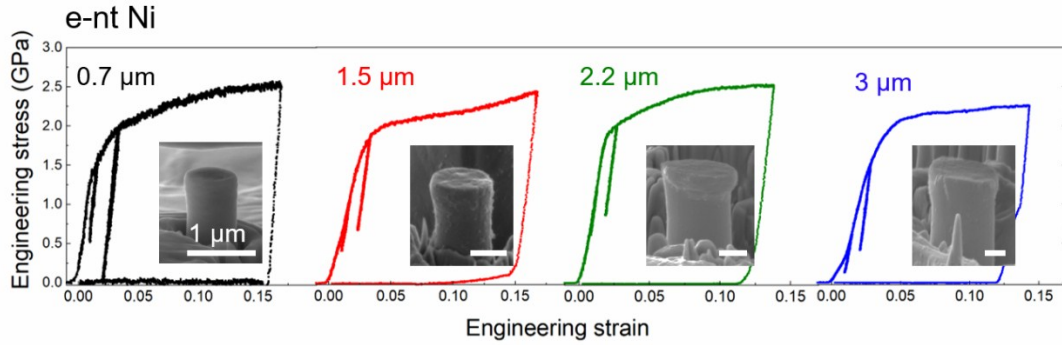 e-nt Ni
0.7 μm
1.5 μm
2.2 μm
3 μm
Engineering stress (GPa)
3.0
2.5
2.0
1.5
1.0
0.5
0.0
1 μm
0.00 0.05 0.10 0.15
0.00 0.05 0.10 0.15
0.00 0.05 0.10 0.15
0.00 0.05 0.10 0.15
Engineering strain